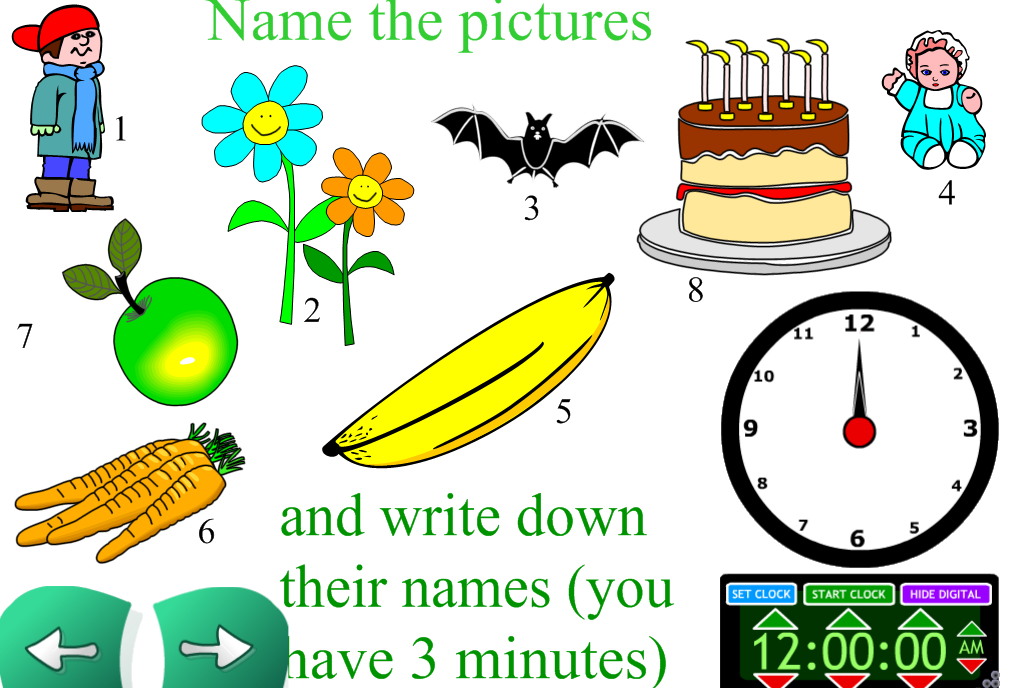 Name the pictures
1
2
3
4
8
7
5
6
12
11 1
10 2
9 3
8 4
7 5
6
and write down
their names (you
have 3 minutes)
SET CLOCK START CLOCK HIDE DIGITAL
12:00:00 AM